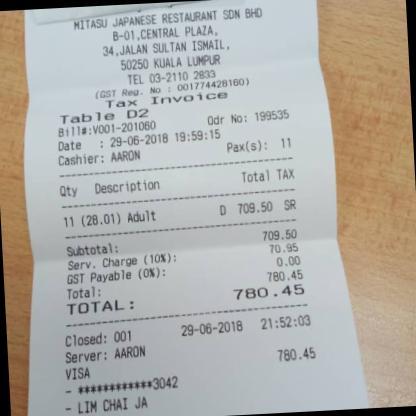 MITASU JAPANESE RESTAURANT SDN BHD
B-01,CENTRAL PLAZA,
34,JALAN SULTAN ISMAIL,
50250 KUALA LUMPUR
TEL 03-2110 2833
(GST Reg. No : 001774428160)
Tax Invoice
Table D2
Bill#:V001-201060 Odr No: 199535
Date : 29-06-2018 19:59:15
Cashier: AARON Pax(s): 11
Qty Description Total TAX
11 (28.01) Adult D 709.50 SR
Subtotal: 709.50
Serv. Charge (10%): 70.95
GST Payable (0%): 0.00
Total: 780.45
TOTAL: 780.45
Closed: 001 29-06-2018 21:52:03
Server: AARON
VISA 780.45
- ************3042
- LIM CHAI JA